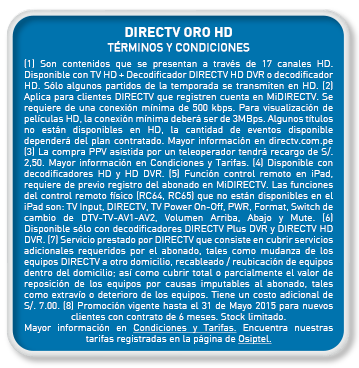 DIRECTV ORO HD
TÉRMINOS Y CONDICIONES
(1) Son contenidos que se presentan a través de 17 canales HD.
Disponible con TV HD + Decodificador DIRECTV HD DVR o decodificador
HD. Sólo algunos partidos de la temporada se transmiten en HD. (2)
Aplica para clientes DIRECTV que registren cuenta en MiDIRECTV. Se
requiere de una conexión mínima de 500 kbps. Para visualización de
películas HD, la conexión mínima deberá ser de 3MBps. Algunos títulos
no están disponibles en HD, la cantidad de eventos disponible
dependerá del plan contratado. Mayor información en directv.com.pe
(3) La compra PPV asistida por un teleoperador tendrá recargo de S/.
2,50. Mayor información en Condiciones y Tarifas. (4) Disponible con
decodificadores HD y HD DVR. (5) Función control remoto en iPad,
requiere de previo registro del abonado en MiDIRECTV. Las funciones
del control remoto físico (RC64, RC65) que no están disponibles en el
iPad son: TV Input, DIRECTV, TV Power On-Off, PWR, Format, Switch de
cambio de DTV-TV-AV1-AV2, Volumen Arriba, Abajo y Mute. (6)
Disponible sólo con decodificadores DIRECTV Plus DVR y DIRECTV HD
DVR. (7) Servicio prestado por DIRECTV que consiste en cubrir servicios
adicionales requeridos por el abonado, tales como mudanza de los
equipos DIRECTV a otro domicilio, recableado / reubicación de equipos
dentro del domicilio; así como cubrir total o parcialmente el valor de
reposición de los equipos por causas imputables al abonado, tales
como extravío o deterioro de los equipos. Tiene un costo adicional de
S/. 7.00. (8) Promoción vigente hasta el 31 de Mayo 2015 para nuevos
clientes con contrato de 6 meses. Stock limitado.
Mayor información en Condiciones y Tarifas. Encuentra nuestras
tarifas registradas en la página de Osiptel.